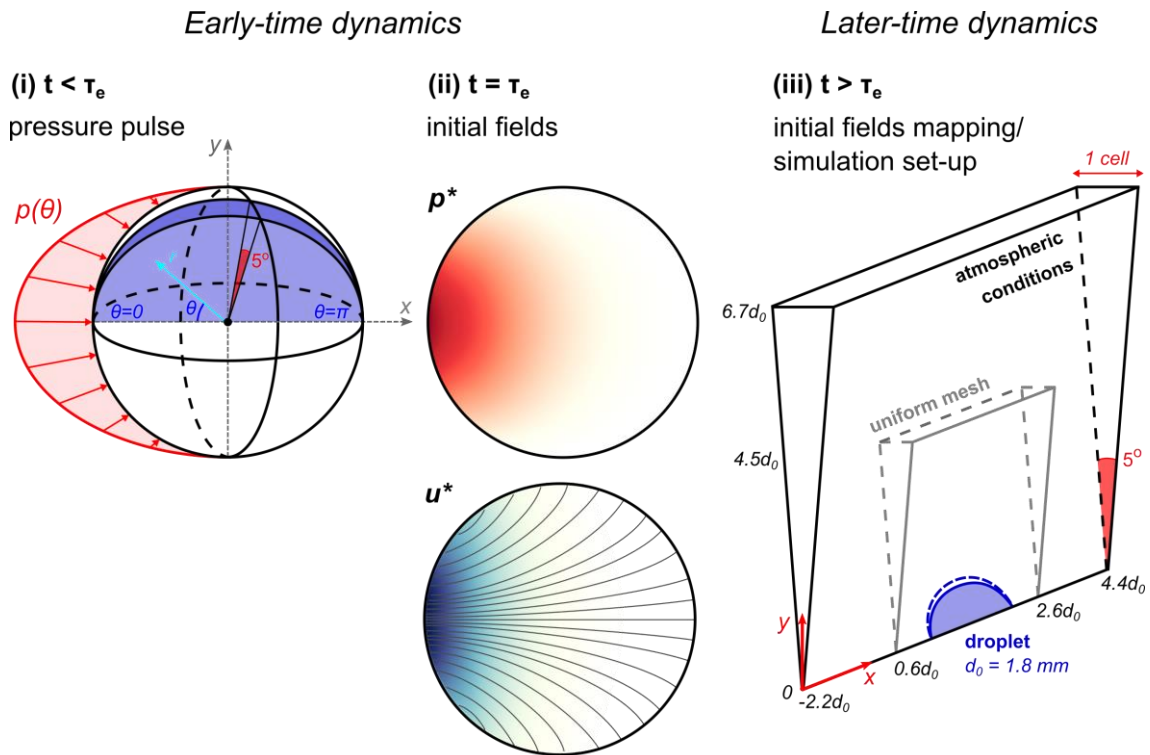 Early-time dynamics
Later-time dynamics
(i) t < τₑ
pressure pulse
(ii) t = τₑ
initial fields
(iii) t > τₑ
initial fields mapping/
simulation set-up
1 cell
y
p(θ)
5°
θ=0
θ
θ=π
x
p*
u*
atmospheric
conditions
6.7d₀
uniform mesh
4.5d₀
5°
4.4d₀
2.6d₀
y
droplet
d₀ = 1.8 mm
0.6d₀
x
0
-2.2d₀